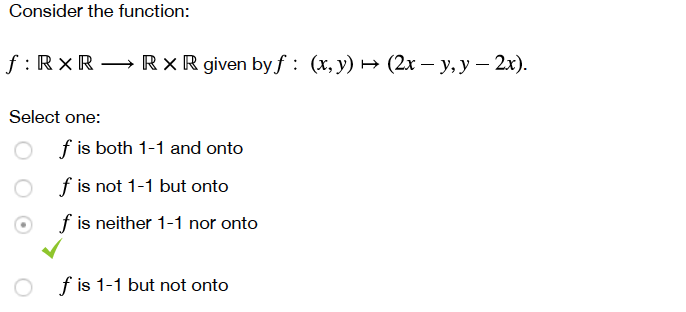 Consider the function:
f : ℝ × ℝ ⟶ ℝ × ℝ given by f : (x, y) ↦ (2x − y, y − 2x).
Select one:
f is both 1-1 and onto
f is not 1-1 but onto
f is neither 1-1 nor onto
f is 1-1 but not onto